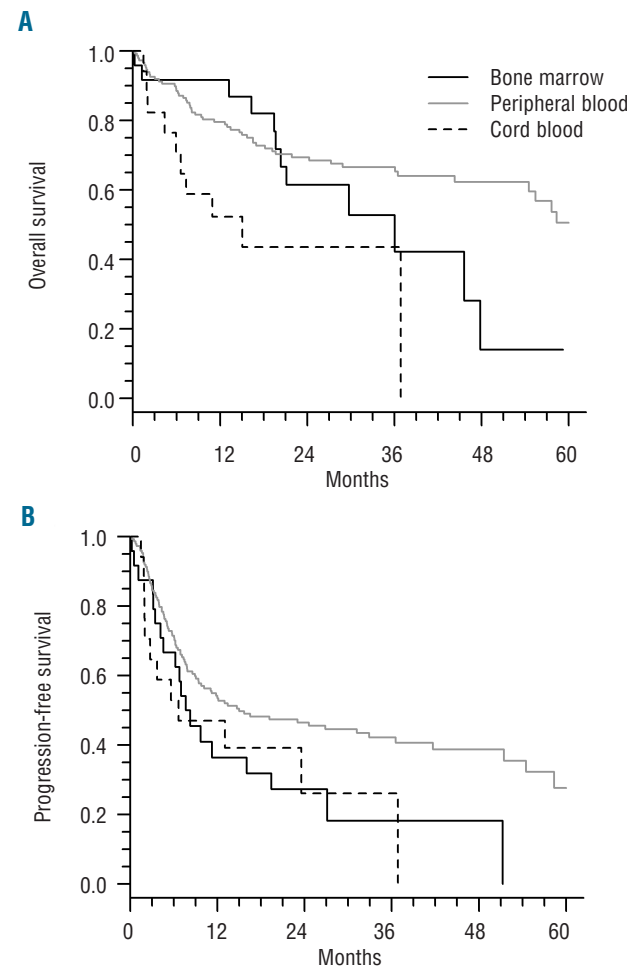 A
1.0
0.8
0.6
0.4
0.2
0.0
Overall survival
Bone marrow
Peripheral blood
Cord blood
0 12 24 36 48 60
Months
B
1.0
0.8
0.6
0.4
0.2
0.0
Progression-free survival
0 12 24 36 48 60
Months